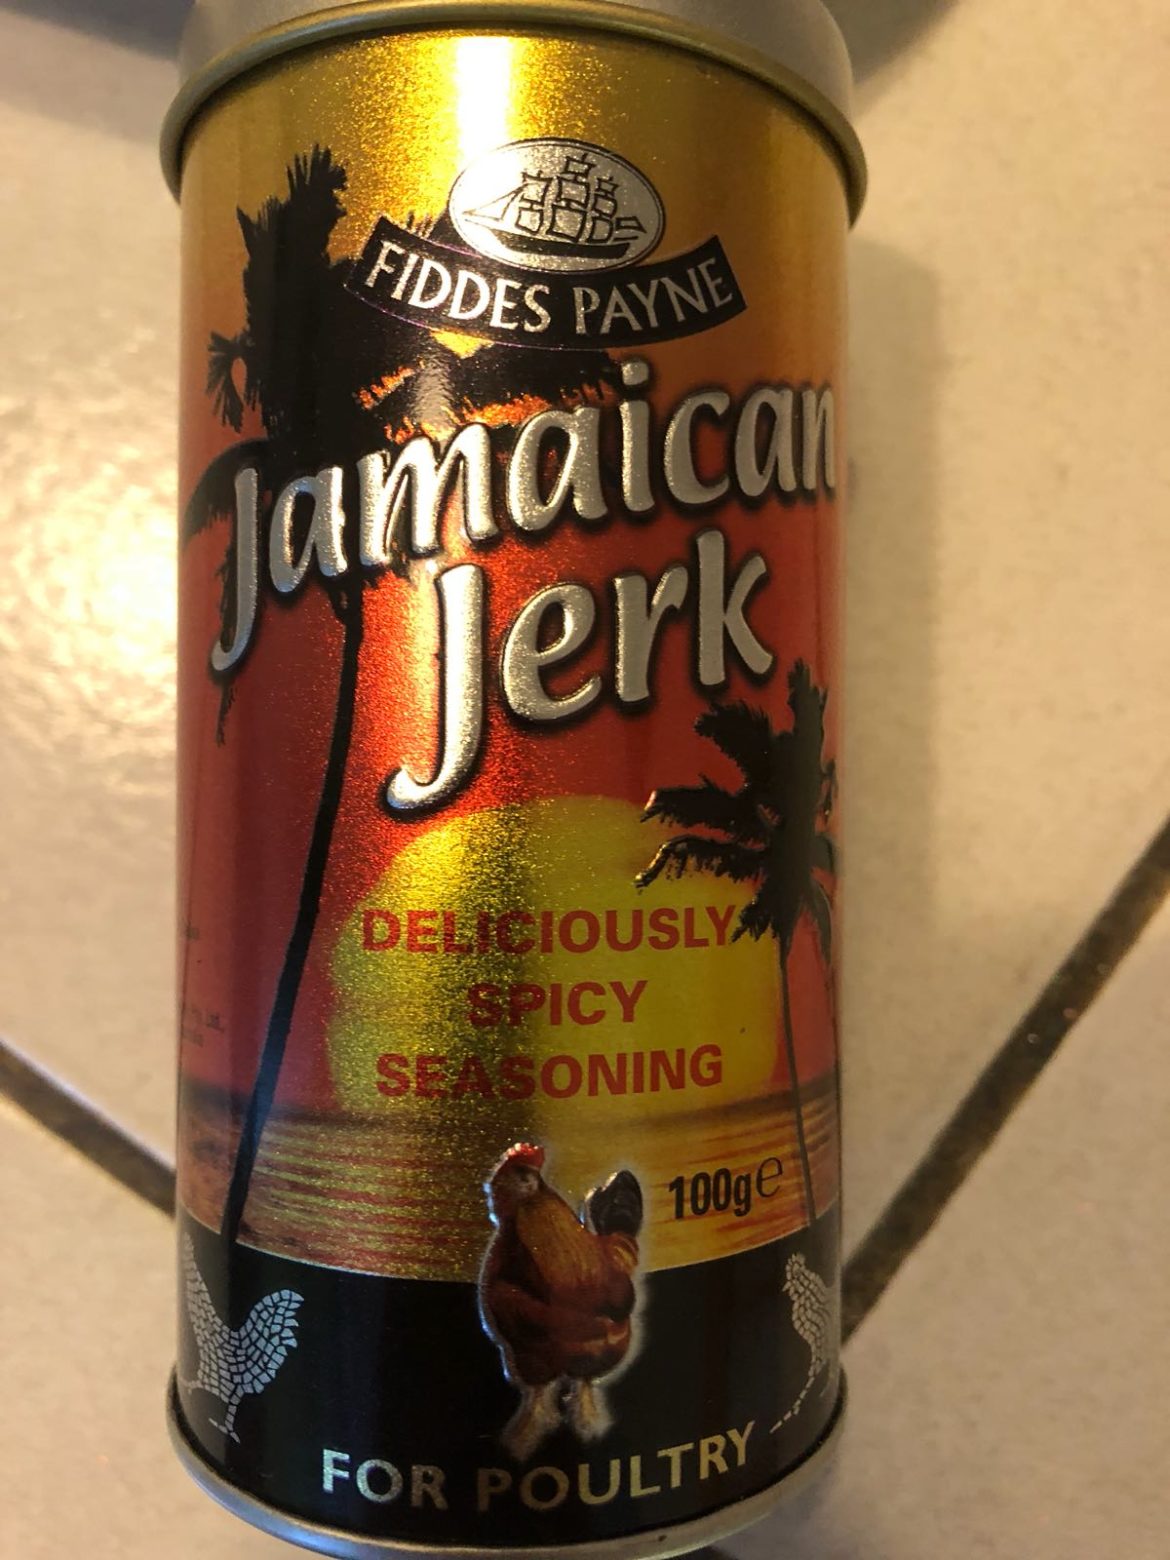 FIDDES PAYNE
Jamaican
Jerk
DELICIOUSLY
SPICY
SEASONING
100g℮
FOR POULTRY